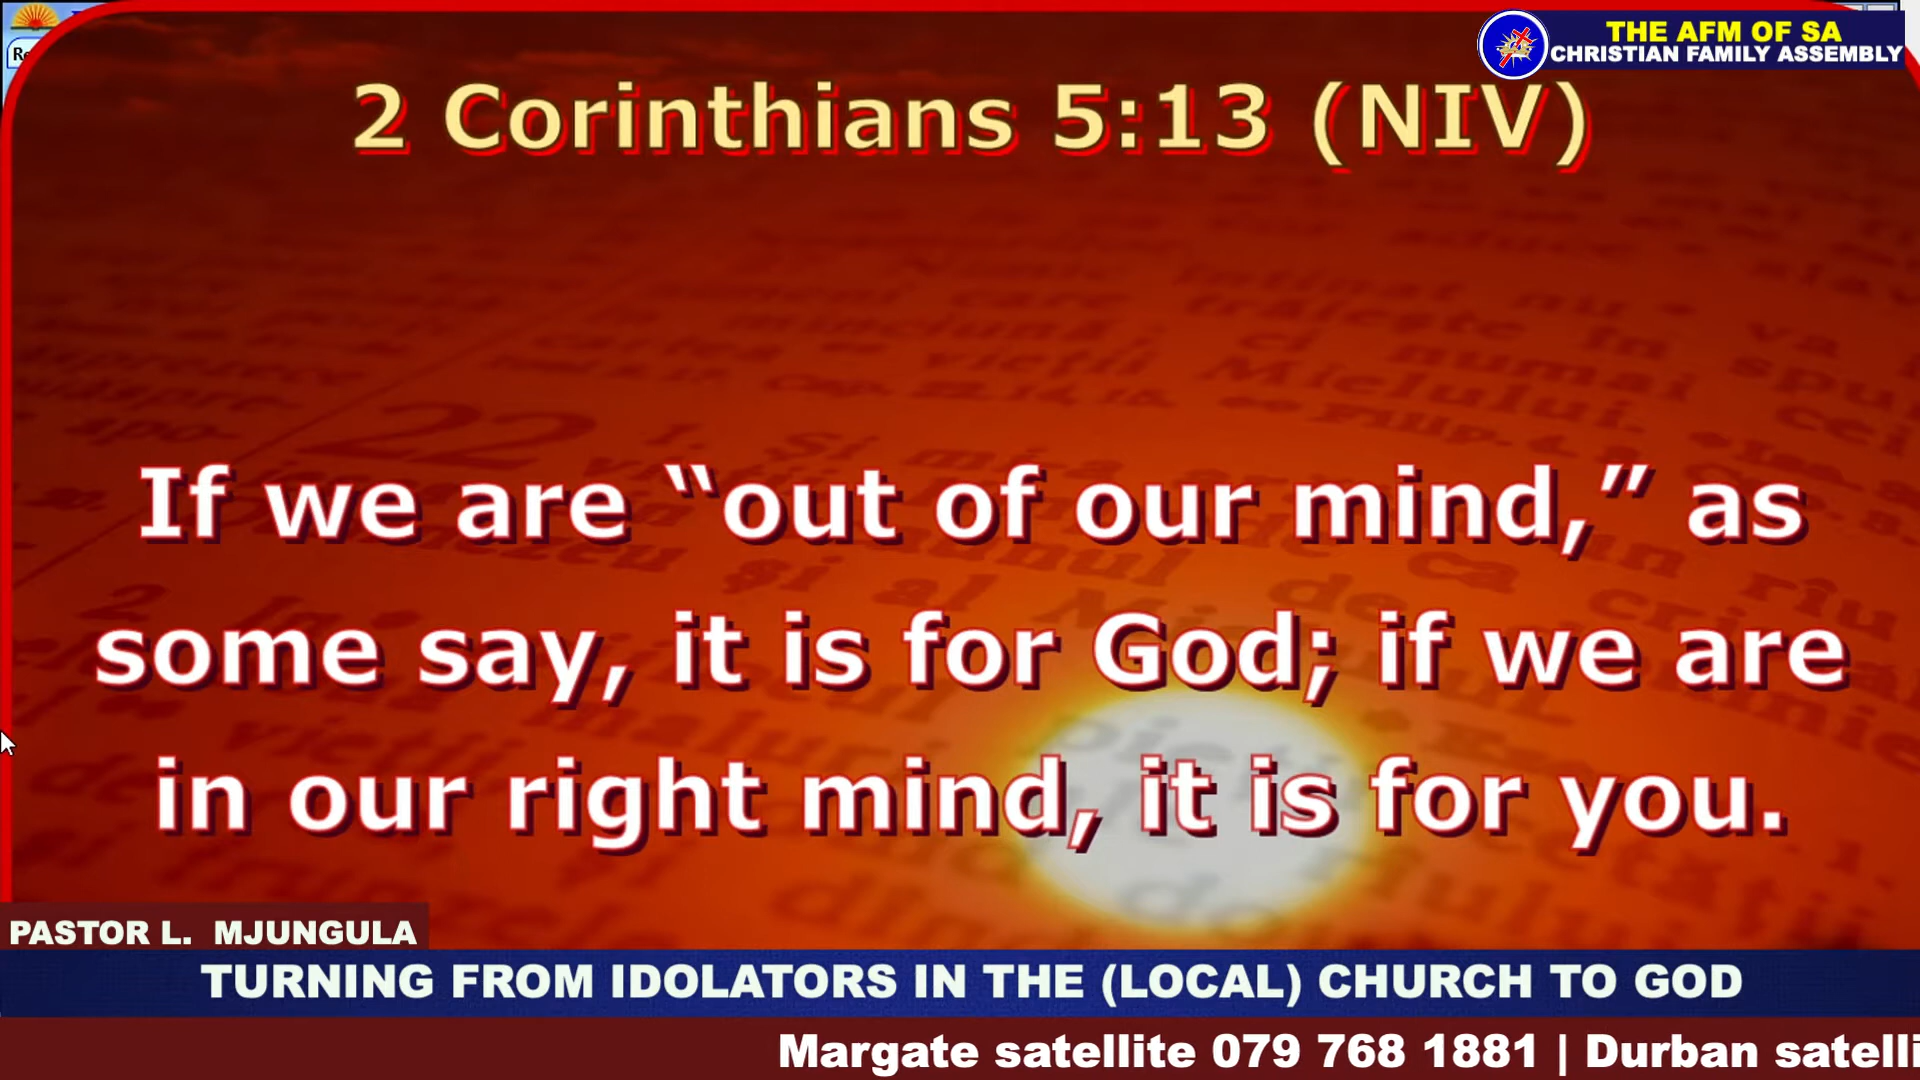 THE AFM OF SA
CHRISTIAN FAMILY ASSEMBLY
2 Corinthians 5:13 (NIV)
If we are “out of our mind,” as
some say, it is for God; if we are
in our right mind, it is for you.
PASTOR L. MJUNGULA
TURNING FROM IDOLATORS IN THE (LOCAL) CHURCH TO GOD
Margate satellite 079 768 1881 | Durban satelli